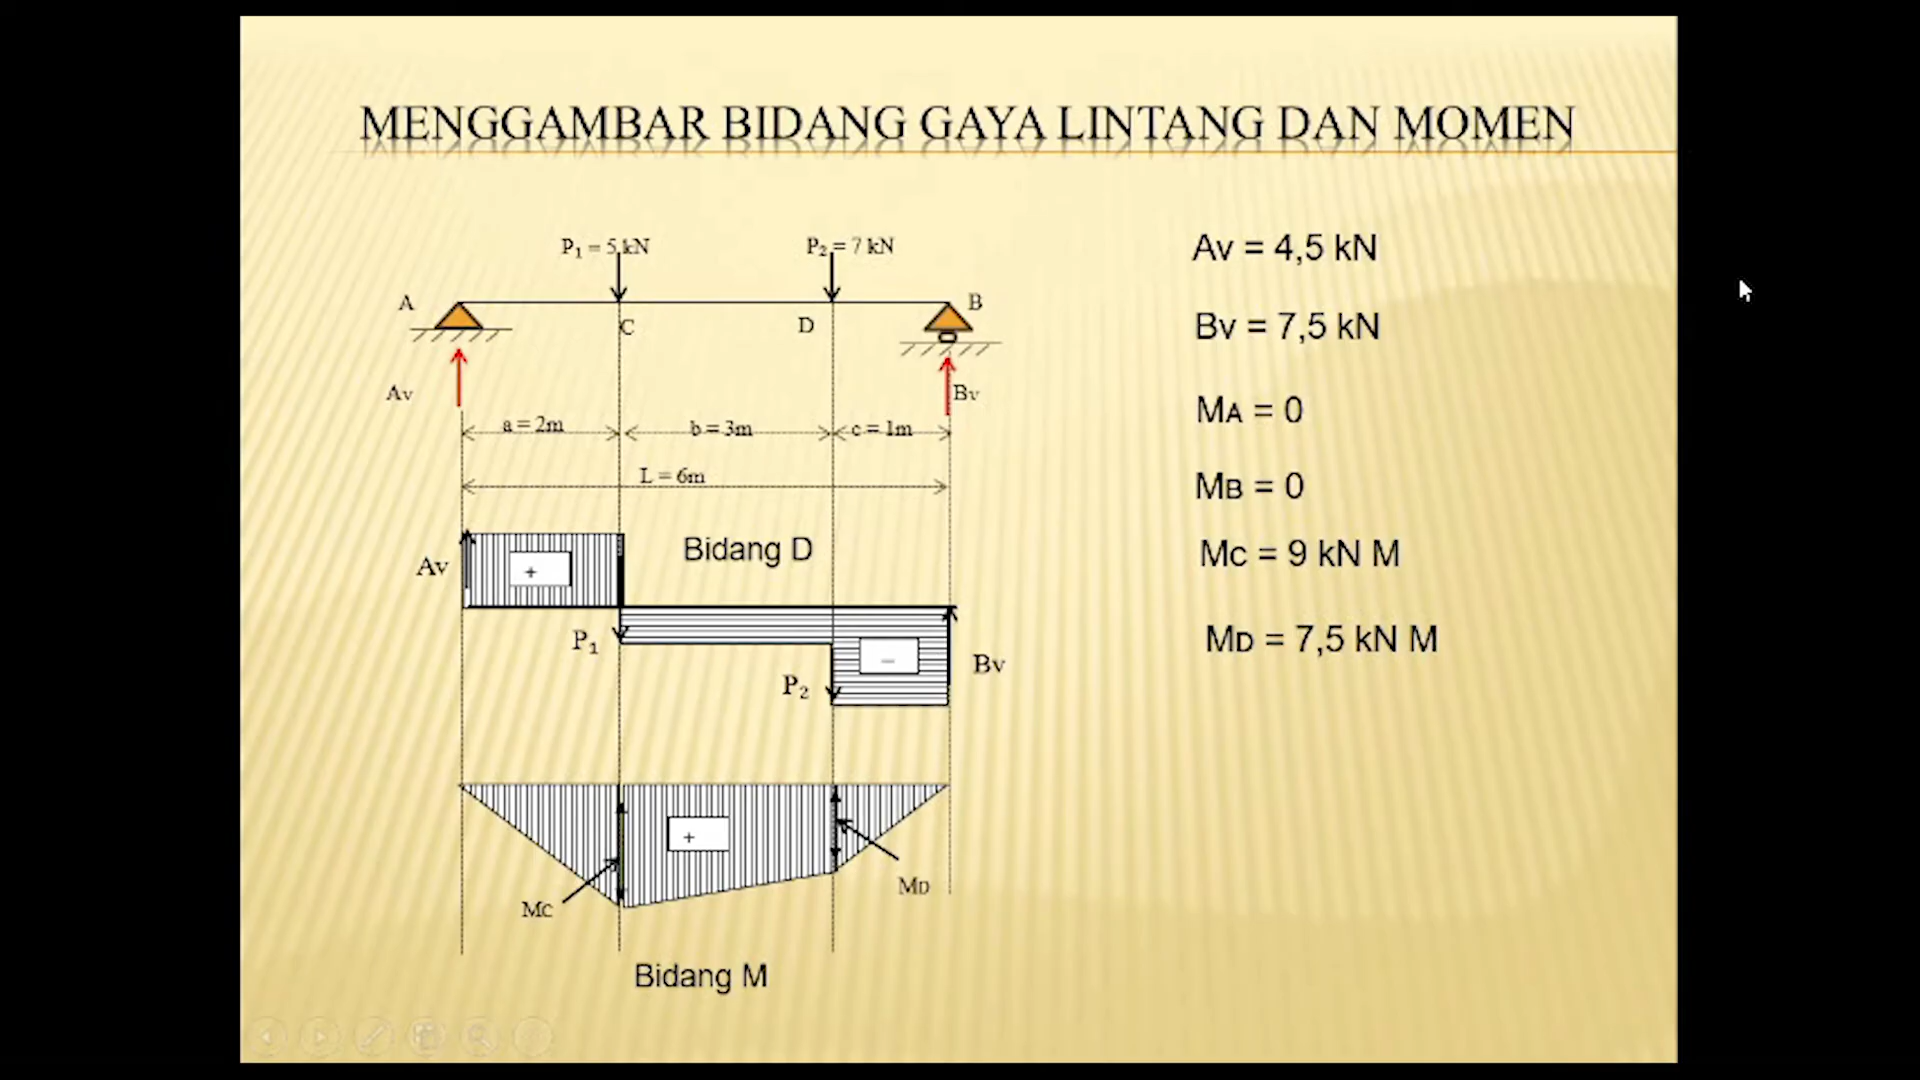 MENGGAMBAR BIDANG GAYA LINTANG DAN MOMEN
P₁ = 5 kN
P₂ = 7 kN
A
B
C
D
Av
Bv
a = 2m
b = 3m
c = 1m
L = 6m
Bidang D
Av
+
P₁
P₂
−
Bv
+
Mc
MD
Bidang M
Av = 4,5 kN
Bv = 7,5 kN
MA = 0
MB = 0
Mc = 9 kN M
MD = 7,5 kN M